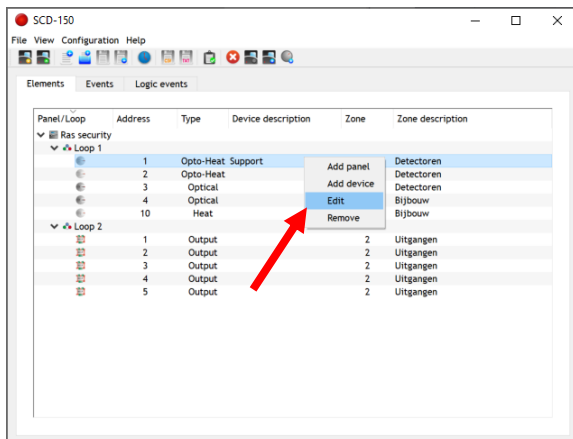 SCD-150
File View Configuration Help
Elements Events Logic events
Panel/Loop Address Type Device description Zone Zone description
Ras security
Loop 1
1 Opto-Heat Support Detectoren
2 Opto-Heat Detectoren
3 Optical Detectoren
4 Optical Bijbouw
10 Heat Bijbouw
Add panel
Add device
Edit
Remove
Loop 2
1 Output 2 Uitgangen
2 Output 2 Uitgangen
3 Output 2 Uitgangen
4 Output 2 Uitgangen
5 Output 2 Uitgangen